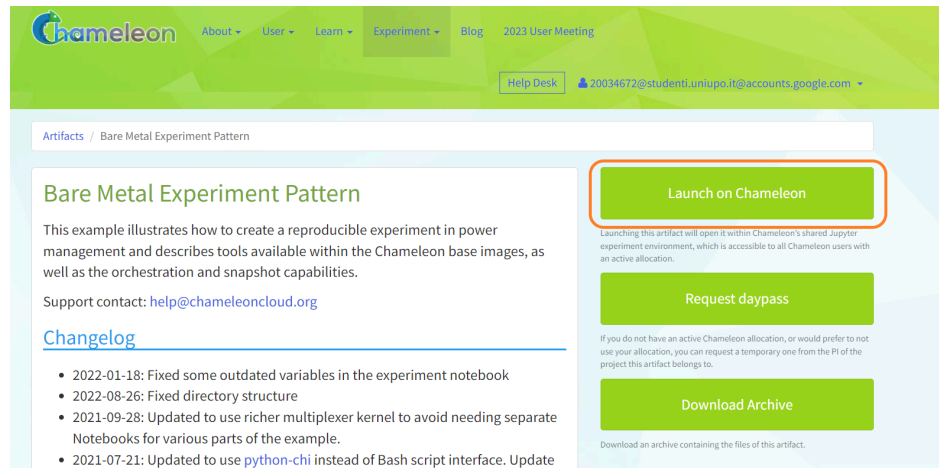 Chameleon
About User Learn Experiment Blog 2023 User Meeting
Help Desk 20034672@studenti.uniupo.it@accounts.google.com
Artifacts / Bare Metal Experiment Pattern
Bare Metal Experiment Pattern
This example illustrates how to create a reproducible experiment in power
management and describes tools available within the Chameleon base images, as
well as the orchestration and snapshot capabilities.
Support contact: help@chameleoncloud.org
Changelog
• 2022-01-18: Fixed some outdated variables in the experiment notebook
• 2022-08-26: Fixed directory structure
• 2021-09-28: Updated to use richer multiplexer kernel to avoid needing separate
Notebooks for various parts of the example.
• 2021-07-21: Updated to use python-chi instead of Bash script interface. Update
Launch on Chameleon
Launching this artifact will open it within Chameleon's shared Jupyter
experiment environment, which is accessible to all Chameleon users with
an active allocation.
Request daypass
If you do not have an active Chameleon allocation, or would prefer to not
use your allocation, you can request a temporary one from the PI of the
project this artifact belongs to.
Download Archive
Download an archive containing the files of this artifact.